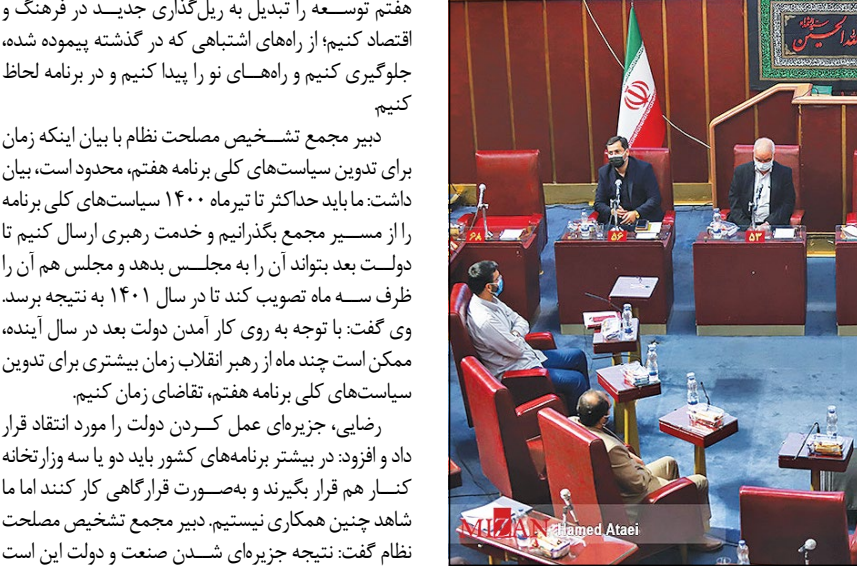 هفتم توسعه را تبدیل به ریل‌گذاری جدید در فرهنگ و
اقتصاد کنیم؛ از راه‌های اشتباهی که در گذشته پیموده شده،
جلوگیری کنیم و راه‌های نو را پیدا کنیم و در برنامه لحاظ
کنیم.
دبیر مجمع تشخیص مصلحت نظام با بیان اینکه زمان
برای تدوین سیاست‌های کلی برنامه هفتم، محدود است، بیان
داشت: ما باید حداکثر تا تیرماه ۱۴۰۰ سیاست‌های کلی برنامه
را از مسیر مجمع بگذرانیم و خدمت رهبری ارسال کنیم تا
دولت بعد بتواند آن را به مجلس بدهد و مجلس هم آن را
ظرف سه ماه تصویب کند تا در سال ۱۴۰۱ به نتیجه برسد.
وی گفت: با توجه به روی کار آمدن دولت بعد در سال آینده،
ممکن است چند ماه از رهبر انقلاب زمان بیشتری برای تدوین
سیاست‌های کلی برنامه هفتم، تقاضای زمان کنیم.
رضایی، جزیره‌ای عمل کردن دولت را مورد انتقاد قرار
داد و افزود: در بیشتر برنامه‌های کشور باید دو یا سه وزارتخانه
کنار هم قرار بگیرند و به‌صورت قرارگاهی کار کنند اما ما
شاهد چنین همکاری نیستیم. دبیر مجمع تشخیص مصلحت
نظام گفت: نتیجه جزیره‌ای شدن صنعت و دولت این است
۶۸
۵۶
۵۳
MIZAN Hamed Ataei